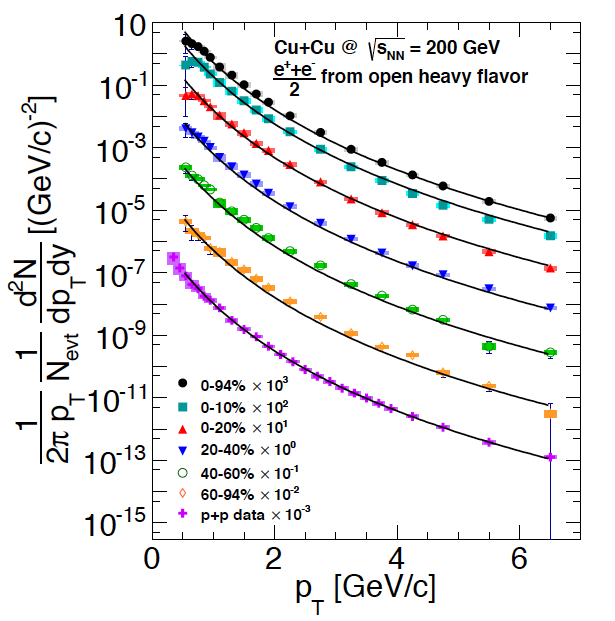 Cu+Cu @ √s_NN = 200 GeV
e⁺+e⁻/2 from open heavy flavor
10
10⁻¹
10⁻³
10⁻⁵
10⁻⁷
10⁻⁹
10⁻¹¹
10⁻¹³
10⁻¹⁵
1/2π p_T 1/N_evt d²N/dp_Tdy [(GeV/c)⁻²]
0-94% × 10³
0-10% × 10²
0-20% × 10¹
20-40% × 10⁰
40-60% × 10⁻¹
60-94% × 10⁻²
p+p data × 10⁻³
0 2 4 6
p_T [GeV/c]